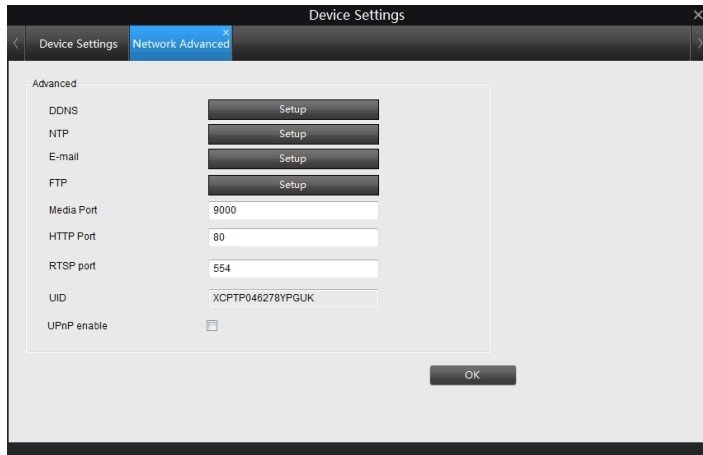 Device Settings
Device Settings
Network Advanced
Advanced
DDNS Setup
NTP Setup
E-mail Setup
FTP Setup
Media Port 9000
HTTP Port 80
RTSP port 554
UID XCPTP046278YPGUK
UPnP enable
OK